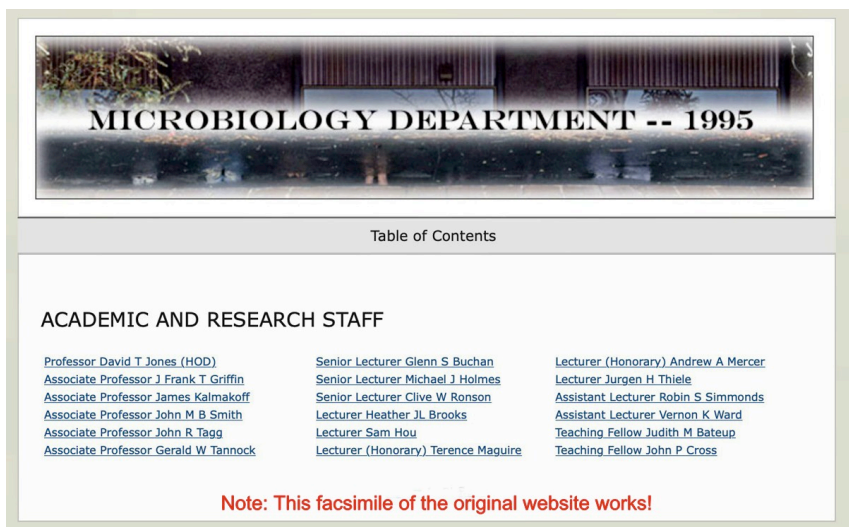 MICROBIOLOGY DEPARTMENT -- 1995
Table of Contents
ACADEMIC AND RESEARCH STAFF
Professor David T Jones (HOD)
Associate Professor J Frank T Griffin
Associate Professor James Kalmakoff
Associate Professor John M B Smith
Associate Professor John R Tagg
Associate Professor Gerald W Tannock
Senior Lecturer Glenn S Buchan
Senior Lecturer Michael J Holmes
Senior Lecturer Clive W Ronson
Lecturer Heather JL Brooks
Lecturer Sam Hou
Lecturer (Honorary) Terence Maguire
Lecturer (Honorary) Andrew A Mercer
Lecturer Jurgen H Thiele
Assistant Lecturer Robin S Simmonds
Assistant Lecturer Vernon K Ward
Teaching Fellow Judith M Bateup
Teaching Fellow John P Cross
Note: This facsimile of the original website works!